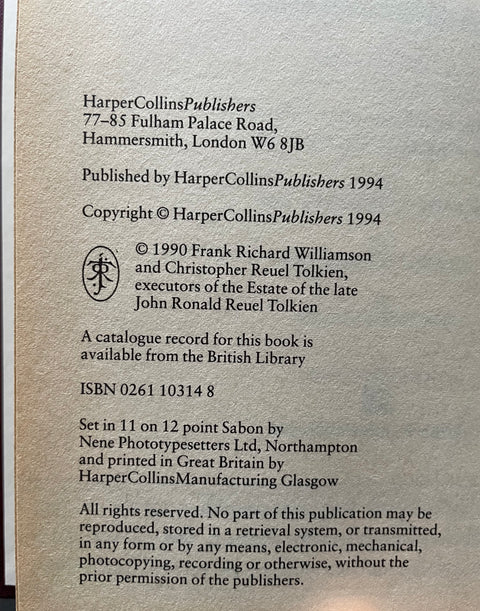 HarperCollinsPublishers
77–85 Fulham Palace Road,
Hammersmith, London W6 8JB
Published by HarperCollinsPublishers 1994
Copyright © HarperCollinsPublishers 1994
© 1990 Frank Richard Williamson
and Christopher Reuel Tolkien,
executors of the Estate of the late
John Ronald Reuel Tolkien
A catalogue record for this book is
available from the British Library
ISBN 0261 10314 8
Set in 11 on 12 point Sabon by
Nene Phototypesetters Ltd, Northampton
and printed in Great Britain by
HarperCollinsManufacturing Glasgow
All rights reserved. No part of this publication may be
reproduced, stored in a retrieval system, or transmitted,
in any form or by any means, electronic, mechanical,
photocopying, recording or otherwise, without the
prior permission of the publishers.